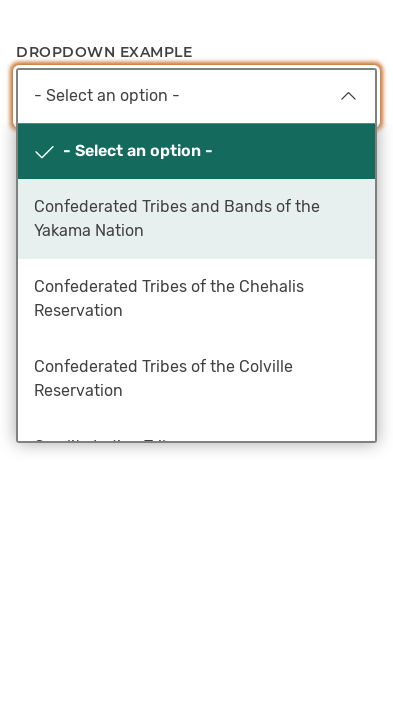 DROPDOWN EXAMPLE
- Select an option -
- Select an option -
Confederated Tribes and Bands of the
Yakama Nation
Confederated Tribes of the Chehalis
Reservation
Confederated Tribes of the Colville
Reservation